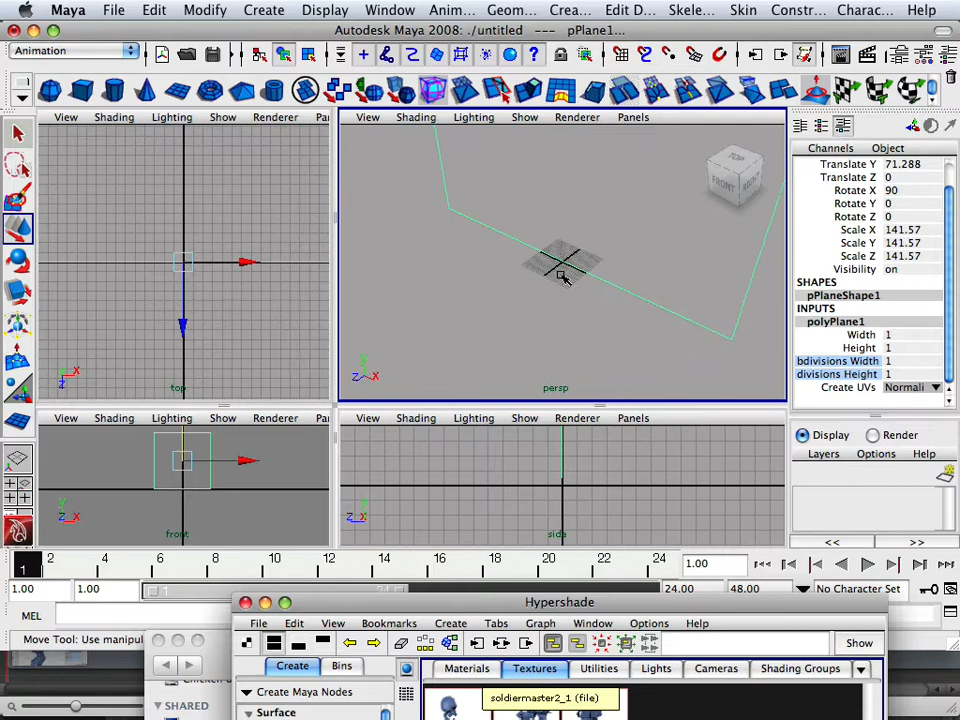 Maya File Edit Modify Create Display Window Anim... Geom... Crea... Edit D... Skele... Skin Constr... Charac... Help
Autodesk Maya 2008: ./untitled --- pPlane1...
Animation
View Shading Lighting Show Renderer Pa
View Shading Lighting Show Renderer Panels
Channels Object
Translate Y 71.288
Translate Z 0
Rotate X 90
Rotate Y 0
Rotate Z 0
Scale X 141.57
Scale Y 141.57
Scale Z 141.57
Visibility on
SHAPES
pPlaneShape1
INPUTS
polyPlane1
Width 1
Height 1
bdivisions Width 1
divisions Height 1
Create UVs Normali
TOP
FRONT
RIGHT
x
z
top
y
z x
persp
View Shading Lighting Show Renderer Pa
View Shading Lighting Show Renderer Panels
y
z x
front
y
z
side
Display Render
Layers Options Help
<< >>
1 2 4 6 8 10 12 14 16 18 20 22 24 1.00
1.00 1.00 1 24.00 48.00 No Character Set
MEL
Move Tool: Use manipul
Hypershade
File Edit View Bookmarks Create Tabs Graph Window Options Help
Show
Create Bins
Materials Textures Utilities Lights Cameras Shading Groups
Create Maya Nodes
Surface
soldiermaster2_1 (file)
SHARED